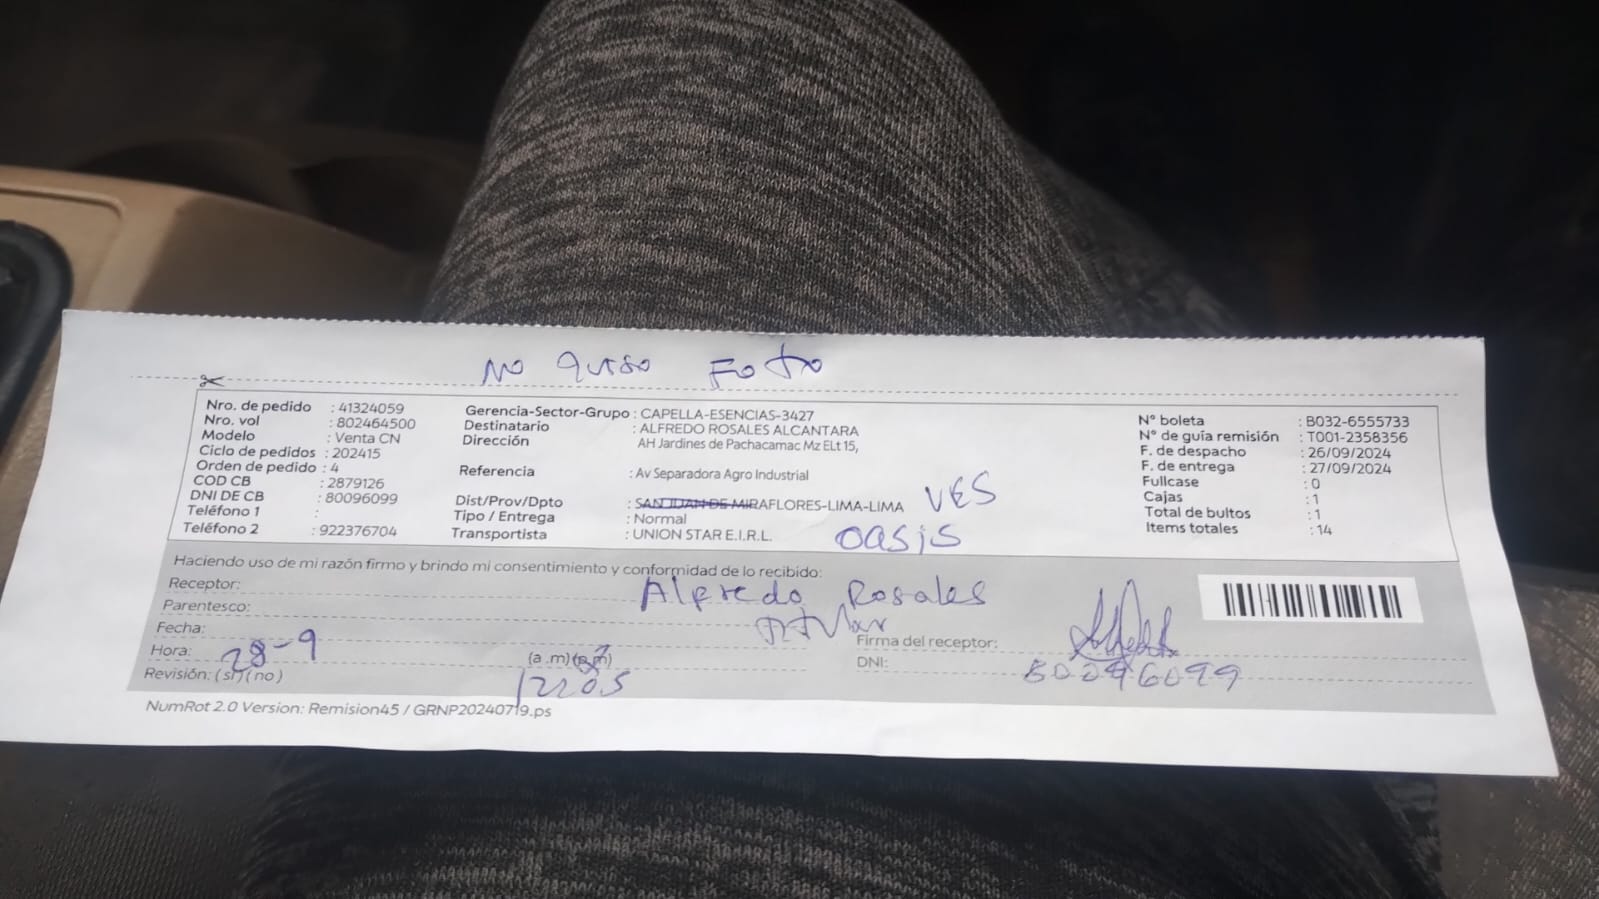 No quiso Foto
Nro. de pedido : 41324059
Nro. vol : 802464500
Modelo : Venta CN
Ciclo de pedidos : 202415
Orden de pedido : 4
COD CB : 2879126
DNI DE CB : 80096099
Teléfono 1 :
Teléfono 2 : 922376704
Gerencia-Sector-Grupo : CAPELLA-ESENCIAS-3427
Destinatario : ALFREDO ROSALES ALCANTARA
Dirección AH Jardines de Pachacamac Mz ELt 15,
Referencia : Av Separadora Agro Industrial
Dist/Prov/Dpto : SAN JUAN DE MIRAFLORES-LIMA-LIMA VES
Tipo / Entrega : Normal
Transportista : UNION STAR E.I.R.L. oasis
N° boleta : B032-6555733
N° de guía remisión : T001-2358356
F. de despacho : 26/09/2024
F. de entrega : 27/09/2024
Fullcase : 0
Cajas : 1
Total de bultos : 1
Items totales : 14
Haciendo uso de mi razón firmo y brindo mi consentimiento y conformidad de lo recibido:
Receptor: Alfredo Rosales
Parentesco: titular
Fecha: 28-9
Hora: (a .m)(p.m)
Revisión: (si)(no)
Firma del receptor:
DNI: 80096099
NumRot 2.0 Version: Remision45 / GRNP20240719.ps